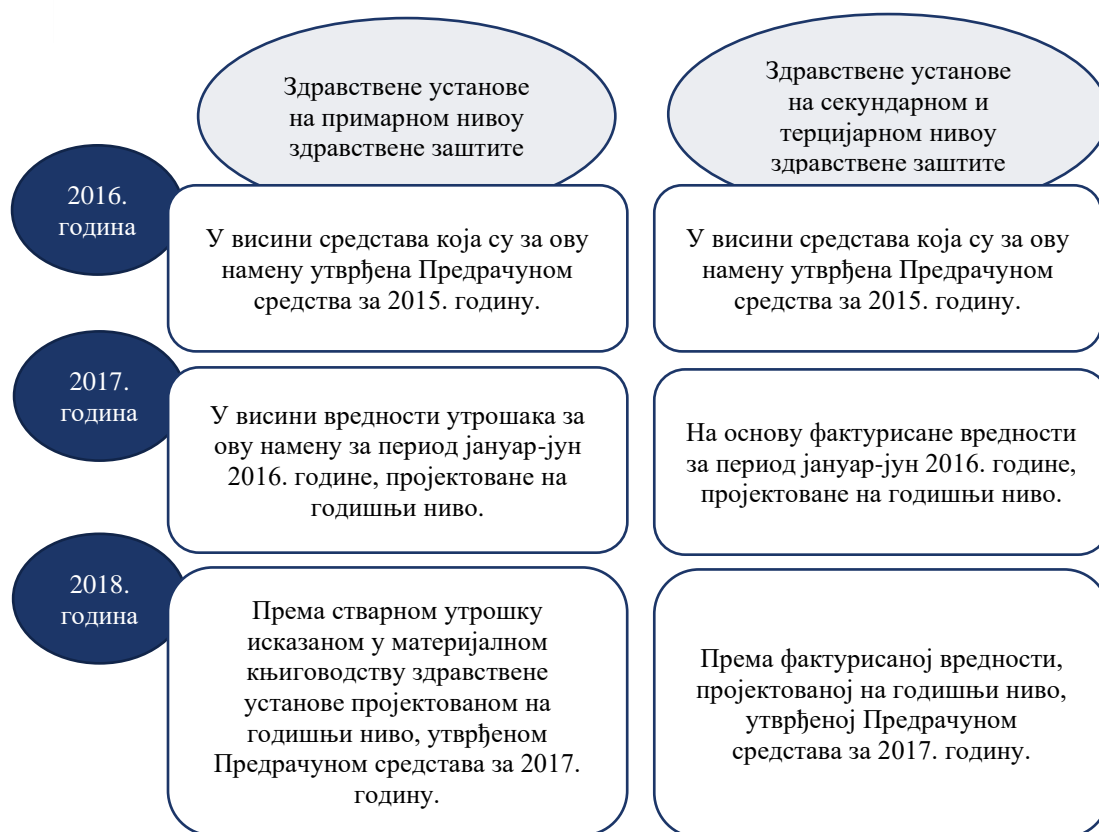 Здравствене установе
на примарном нивоу
здравствене заштите
Здравствене установе
на секундарном и
терцијарном нивоу
здравствене заштите
2016.
година
У висини средстава која су за ову
намену утврђена Предрачуном
средства за 2015. годину.
У висини средстава која су за ову
намену утврђена Предрачуном
средства за 2015. годину.
2017.
година
У висини вредности утрошака за
ову намену за период јануар-јун
2016. године, пројектоване на
годишњи ниво.
На основу фактурисане вредности
за период јануар-јун 2016. године,
пројектоване на годишњи ниво.
2018.
година
Према стварном утрошку
исказаном у материјалном
књиговодству здравствене
установе пројектованом на
годишњи ниво, утврђеном
Предрачуном средства за 2017.
годину.
Према фактурисаној вредности,
пројектованој на годишњи ниво,
утврђеној Предрачуном
средства за 2017. годину.